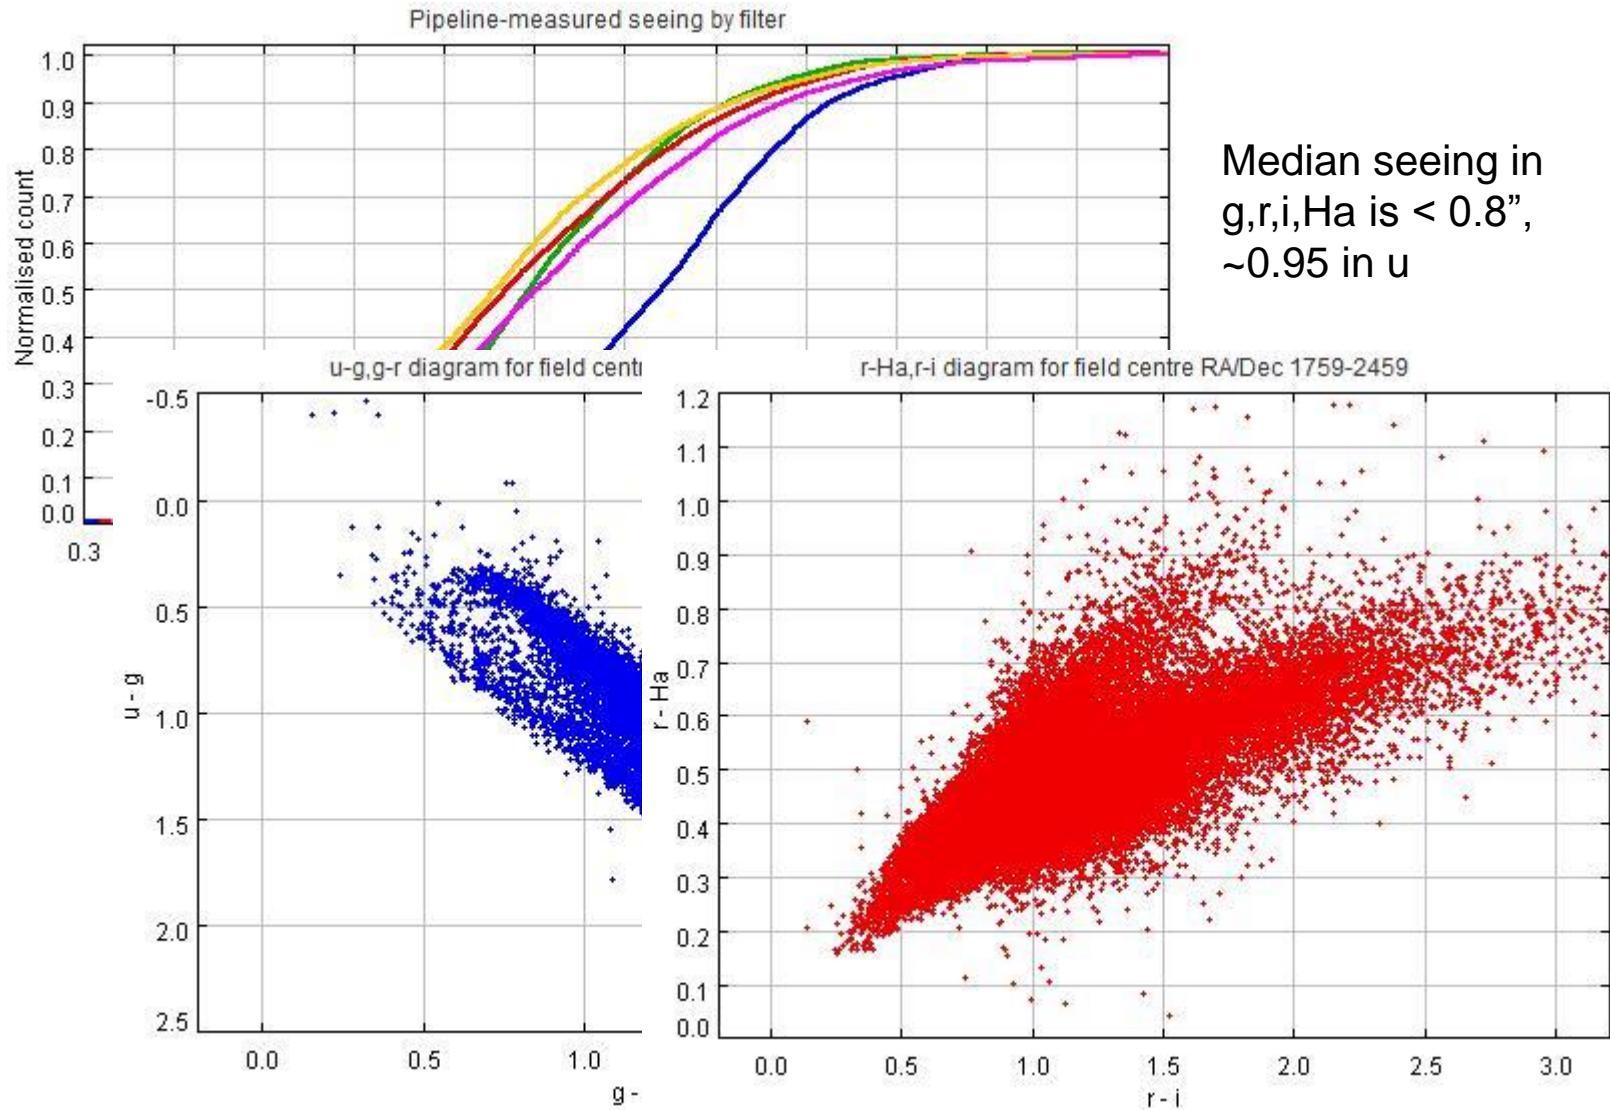 Pipeline-measured seeing by filter
1.0
0.9
0.8
0.7
0.6
0.5
0.4
0.3
0.2
0.1
0.0
Normalised count
0.3
Median seeing in
g,r,i,Ha is < 0.8”,
~0.95 in u
u-g,g-r diagram for field
-0.5
0.0
0.5
1.0
1.5
2.0
2.5
u - g
0.0 0.5 1.0
g -
r-Ha,r-i diagram for field centre RA/Dec 1759-2459
1.2
1.1
1.0
0.9
0.8
0.7
0.6
0.5
0.4
0.3
0.2
0.1
0.0
r - Ha
0.0 0.5 1.0 1.5 2.0 2.5 3.0
r - i